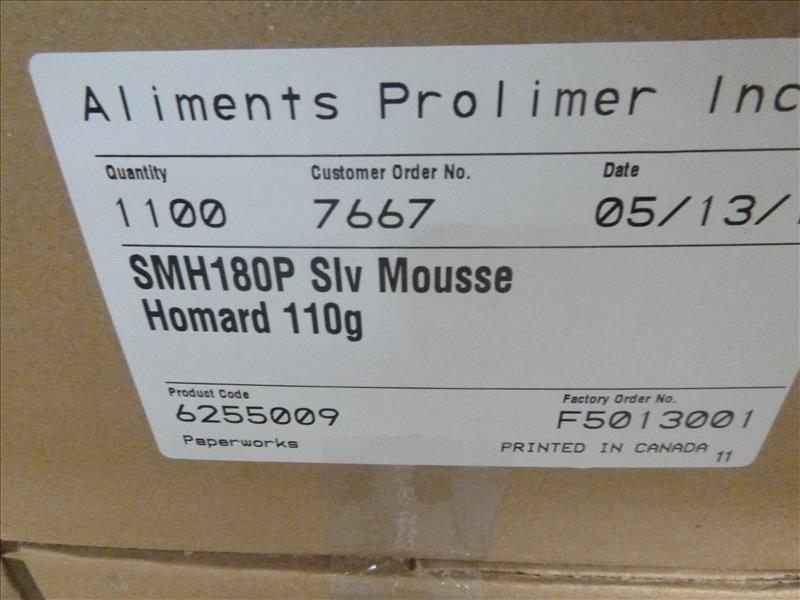 Aliments Prolimer Inc
Quantity Customer Order No. Date
1100 7667 05/13/
SMH180P Slv Mousse
Homard 110g
Product Code Factory Order No.
6255009 F5013001
Paperworks PRINTED IN CANADA 11